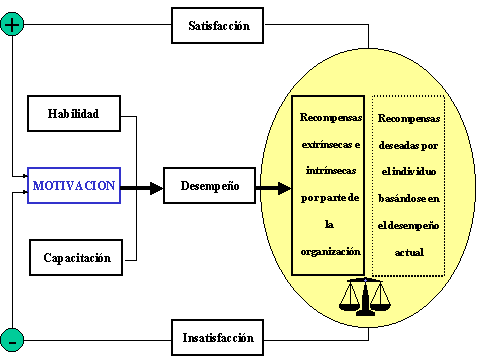 +
Satisfacción
Habilidad
MOTIVACION
Desempeño
Capacitación
Recompensas
extrínsecas e
intrínsecas
por parte de
la
organización
Recompensas
deseadas por
el individuo
basándose en
el desempeño
actual
-
Insatisfacción